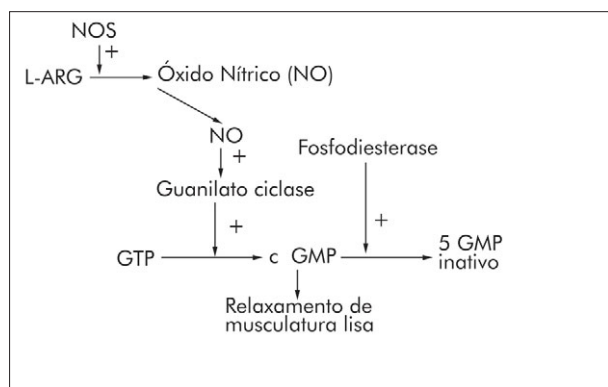 NOS
+
L-ARG Óxido Nítrico (NO)
NO
+
Fosfodiesterase
Guanilato ciclase
+
+
GTP c GMP 5 GMP
inativo
Relaxamento de
musculatura lisa